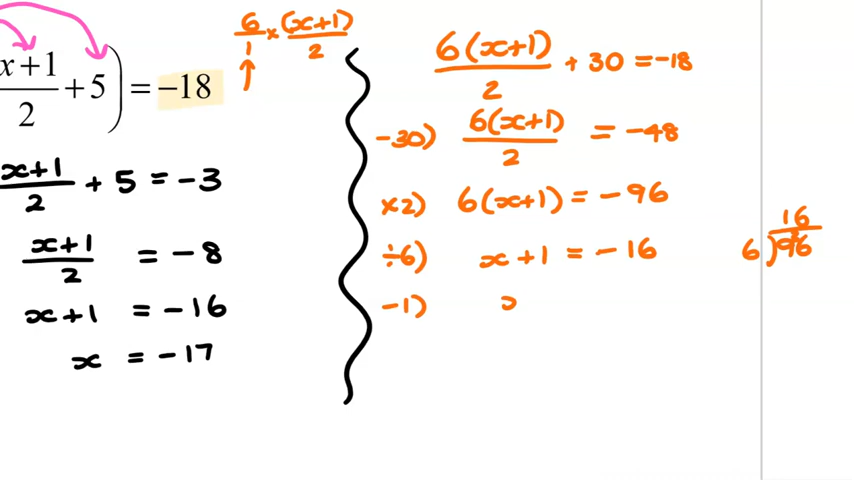 x+1/2 + 5) = -18
x+1/2 + 5 = -3
x+1/2 = -8
x+1 = -16
x = -17
6/1 × (x+1)/2
6(x+1)/2 + 30 = -18
-30) 6(x+1)/2 = -48
×2) 6(x+1) = -96
÷6) x+1 = -16
-1)
16
6)96